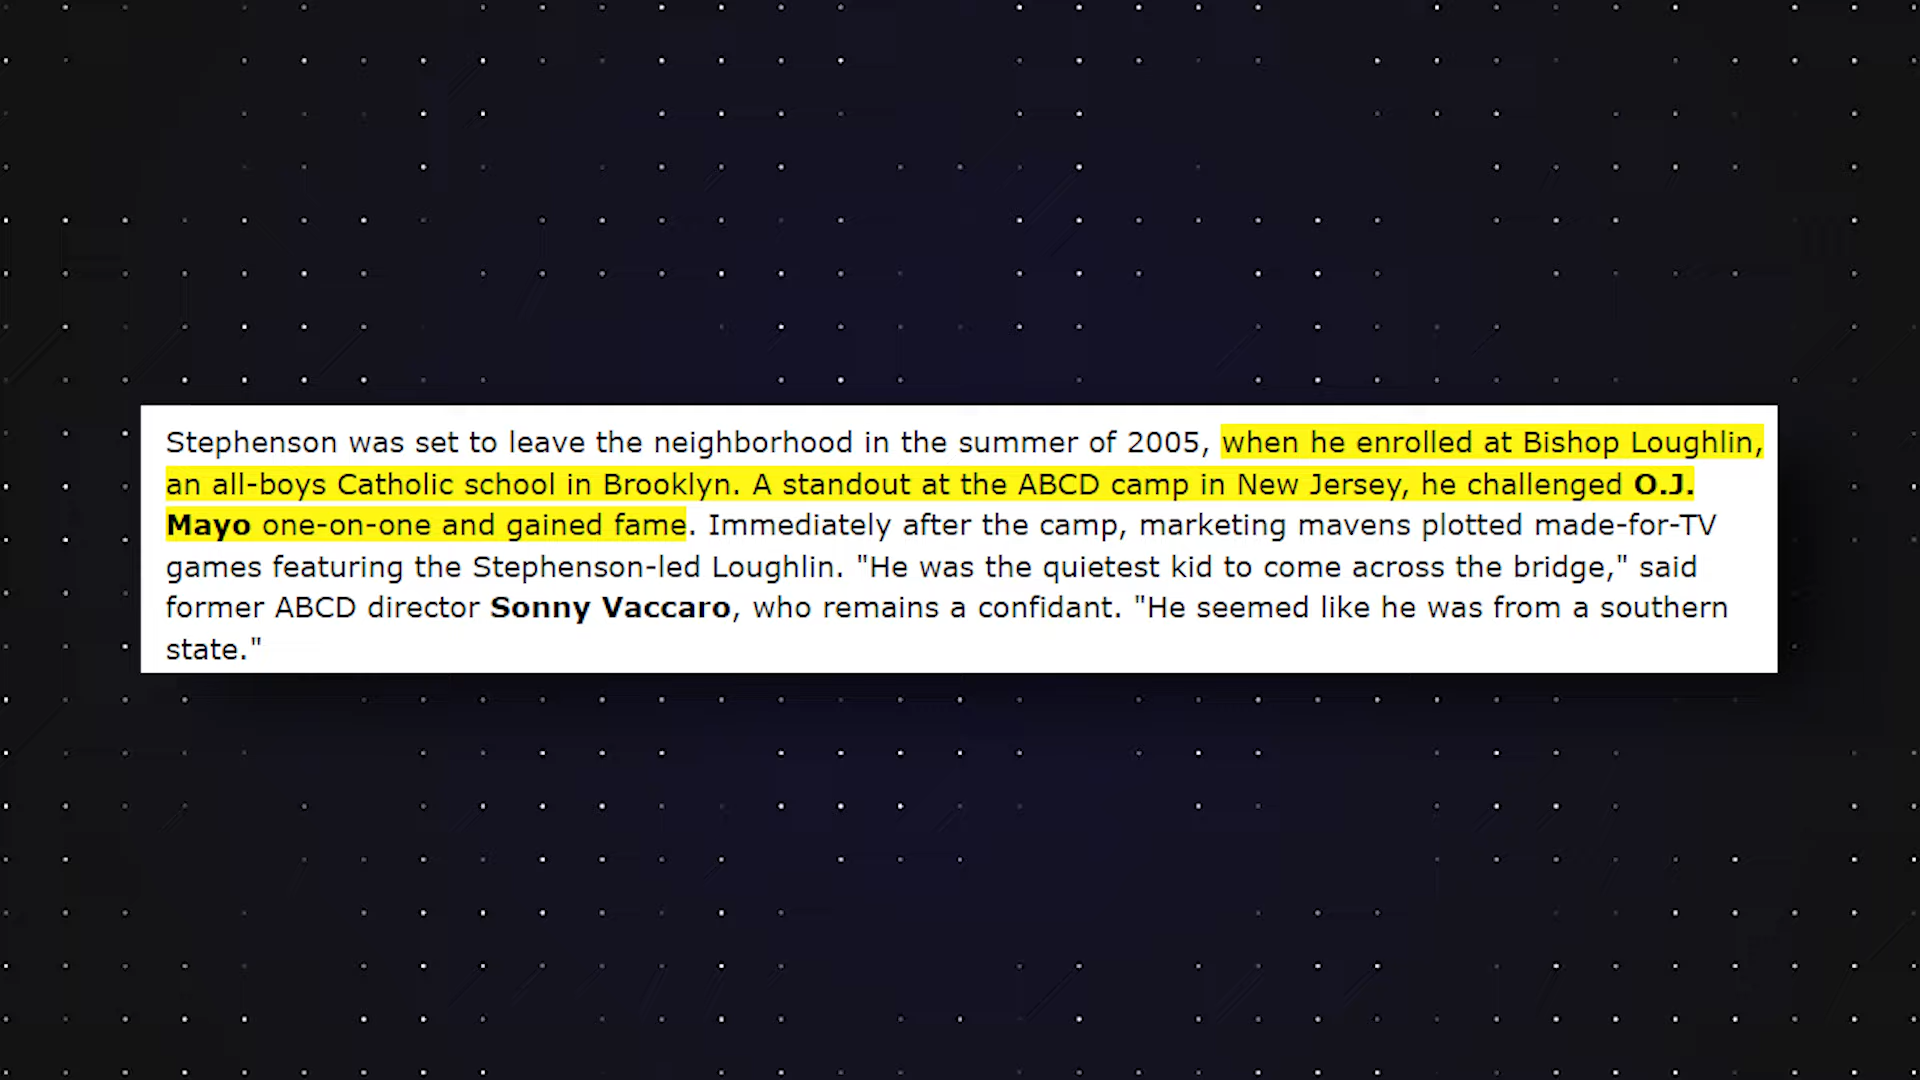 Stephenson was set to leave the neighborhood in the summer of 2005, when he enrolled at Bishop Loughlin,
an all-boys Catholic school in Brooklyn. A standout at the ABCD camp in New Jersey, he challenged O.J.
Mayo one-on-one and gained fame. Immediately after the camp, marketing mavens plotted made-for-TV
games featuring the Stephenson-led Loughlin. "He was the quietest kid to come across the bridge," said
former ABCD director Sonny Vaccaro, who remains a confidant. "He seemed like he was from a southern
state."